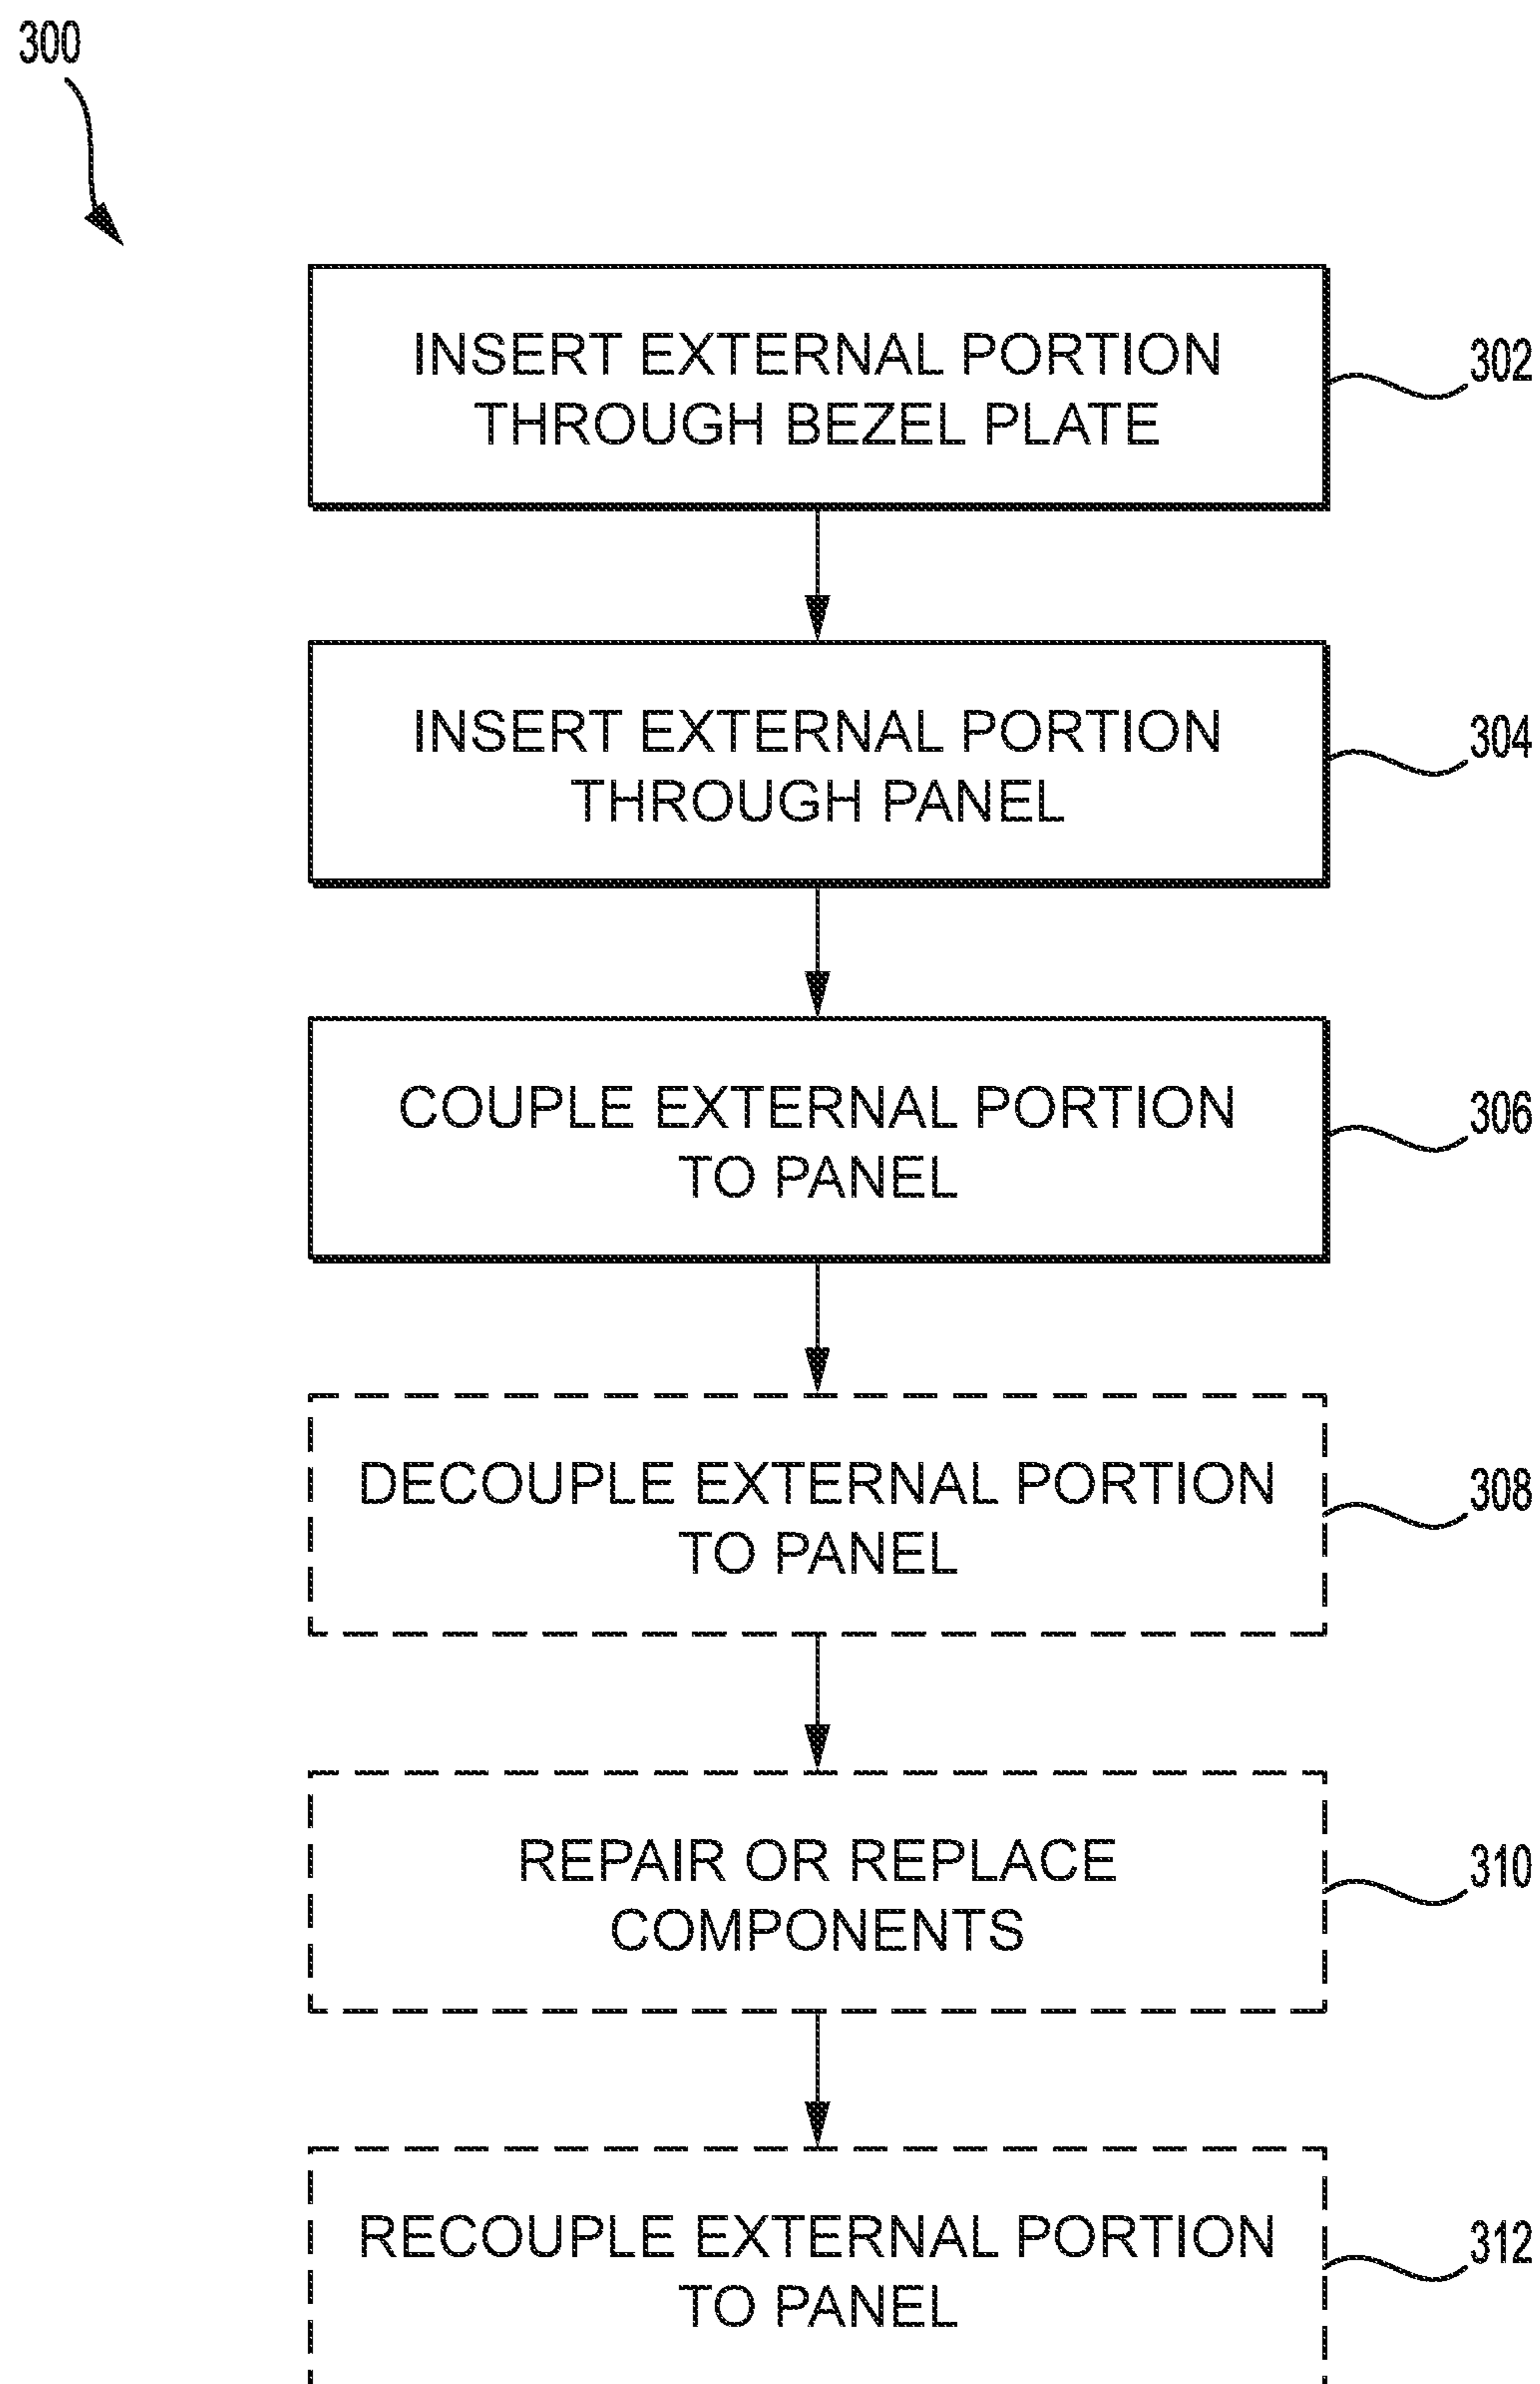 300
INSERT EXTERNAL PORTION
THROUGH BEZEL PLATE
302
INSERT EXTERNAL PORTION
THROUGH PANEL
304
COUPLE EXTERNAL PORTION
TO PANEL
306
DECOUPLE EXTERNAL PORTION
TO PANEL
308
REPAIR OR REPLACE
COMPONENTS
310
RECOUPLE EXTERNAL PORTION
TO PANEL
312